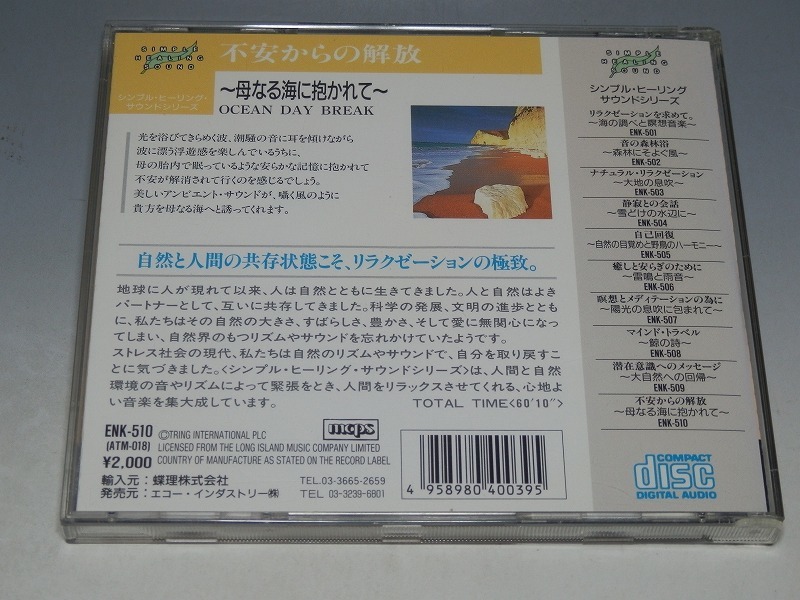 SIMPLE
HEALING
SOUND
シンプル・ヒーリング・
サウンドシリーズ
不安からの解放
〜母なる海に抱かれて〜
OCEAN DAY BREAK
光を浴びてきらめく波、潮騒の音に耳を傾けながら
波に漂う浮遊感を楽しんでいるうちに、
母の胎内で眠っているような安らかな記憶に抱かれて
不安が解消されて行くのを感じるでしょう。
美しいアンビエント・サウンドが、囁く風のように
貴方を母なる海へと誘ってくれます。
自然と人間の共存状態こそ、リラクゼーションの極致。
地球に人が現れて以来、人は自然とともに生きてきました。人と自然はよき
パートナーとして、互いに共存してきました。科学の発展、文明の進歩ととも
に、私たちはその自然の大きさ、すばらしさ、豊かさ、そして愛に無関心になっ
てしまい、自然界のもつリズムやサウンドを忘れかけていたようです。
ストレス社会の現代、私たちは自然のリズムやサウンドで、自分を取り戻すこ
とに気づきました。〈シンプル・ヒーリング・サウンドシリーズ〉は、人間と自然
環境の音やリズムによって緊張をとき、人間をリラックスさせてくれる、心地よ
い音楽を集大成しています。
TOTAL TIME<60'10">
ENK-510
(ATM-018)
¥2,000
ⒸTRING INTERNATIONAL PLC
LICENSED FROM THE LONG ISLAND MUSIC COMPANY LIMITED
COUNTRY OF MANUFACTURE AS STATED ON THE RECORD LABEL
mcps
輸入元：蝶理株式会社 TEL.03-3665-2659
発売元：エコー・インダストリー㈱ TEL 03-3239-6801
4 958980 400395
SIMPLE
HEALING
SOUND
シンプル・ヒーリング
サウンドシリーズ
リラクゼーションを求めて。
〜海の調べと瞑想音楽〜
ENK-501
音の森林浴
〜森林にそよぐ風〜
ENK-502
ナチュラル・リラクゼーション
〜大地の息吹〜
ENK-503
静寂との会話
〜雪どけの水辺に〜
ENK-504
自己回復
〜自然の目覚めと野鳥のハーモニー〜
ENK-505
癒しと安らぎのために
〜雷鳴と雨音〜
ENK-506
瞑想とメディテーションの為に
〜陽光の息吹に包まれて〜
ENK-507
マインド・トラベル
〜鯨の詩〜
ENK-508
潜在意識へのメッセージ
〜大自然への回帰〜
ENK-509
不安からの解放
〜母なる海に抱かれて〜
ENK-510
COMPACT
disc
DIGITAL AUDIO